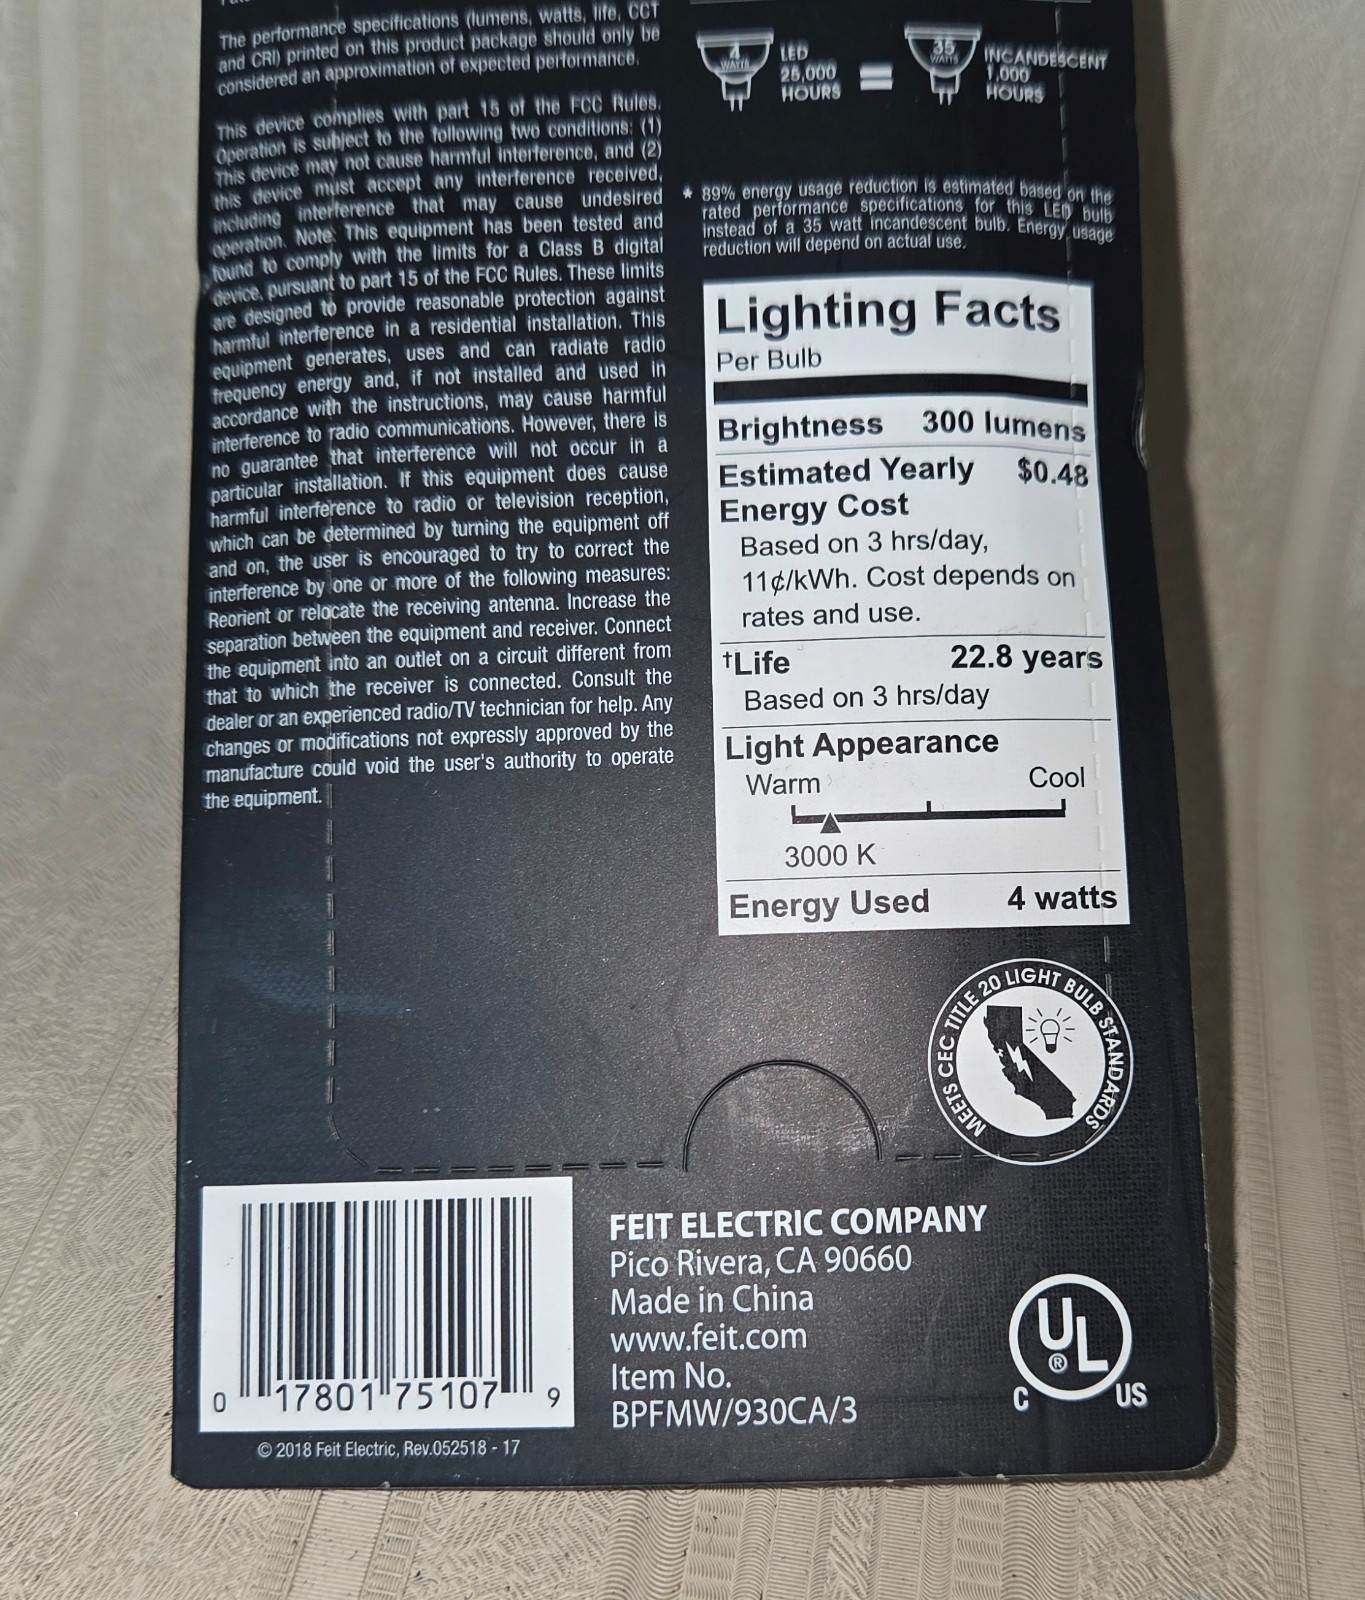 The performance specifications (lumens, watts, life, CCT
and CRI) printed on this product package should only be
considered an approximation of expected performance.
This device complies with part 15 of the FCC Rules.
Operation is subject to the following two conditions: (1)
This device may not cause harmful interference, and (2)
this device must accept any interference received,
including interference that may cause undesired
operation. Note: This equipment has been tested and
found to comply with the limits for a Class B digital
device, pursuant to part 15 of the FCC Rules. These limits
are designed to provide reasonable protection against
harmful interference in a residential installation. This
equipment generates, uses and can radiate radio
frequency energy and, if not installed and used in
accordance with the instructions, may cause harmful
interference to radio communications. However, there is
no guarantee that interference will not occur in a
particular installation. If this equipment does cause
harmful interference to radio or television reception,
which can be determined by turning the equipment off
and on, the user is encouraged to try to correct the
interference by one or more of the following measures:
Reorient or relocate the receiving antenna. Increase the
separation between the equipment and receiver. Connect
the equipment into an outlet on a circuit different from
that to which the receiver is connected. Consult the
dealer or an experienced radio/TV technician for help. Any
changes or modifications not expressly approved by the
manufacture could void the user's authority to operate
the equipment.
4 WATTS
LED
25,000
HOURS
=
35 WATTS
INCANDESCENT
1,000
HOURS
* 89% energy usage reduction is estimated based on the
rated performance specifications for this LED bulb
instead of a 35 watt incandescent bulb. Energy usage
reduction will depend on actual use.
Lighting Facts
Per Bulb
Brightness 300 lumens
Estimated Yearly $0.48
Energy Cost
Based on 3 hrs/day,
11¢/kWh. Cost depends on
rates and use.
†Life 22.8 years
Based on 3 hrs/day
Light Appearance
Warm Cool
3000 K
Energy Used 4 watts
MEETS CEC TITLE 20 LIGHT BULB STANDARDS
0 17801 75107 9
© 2018 Feit Electric, Rev.052518 - 17
FEIT ELECTRIC COMPANY
Pico Rivera, CA 90660
Made in China
www.feit.com
Item No.
BPFMW/930CA/3
C UL ® US